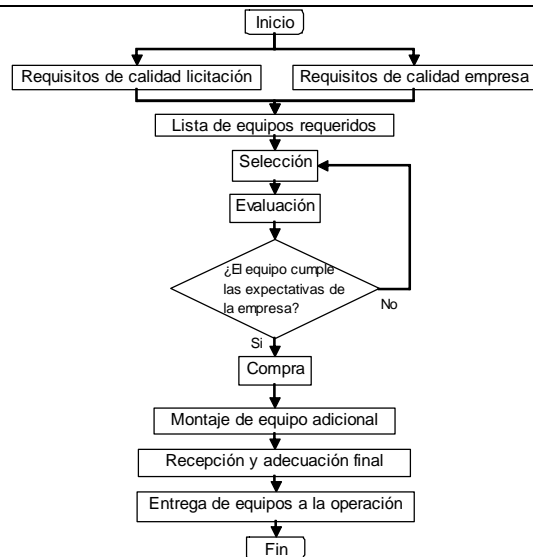 Inicio
Requisitos de calidad licitación
Requisitos de calidad empresa
Lista de equipos requeridos
Selección
Evaluación
¿El equipo cumple
las expectativas de
la empresa?
No
Si
Compra
Montaje de equipo adicional
Recepción y adecuación final
Entrega de equipos a la operación
Fin